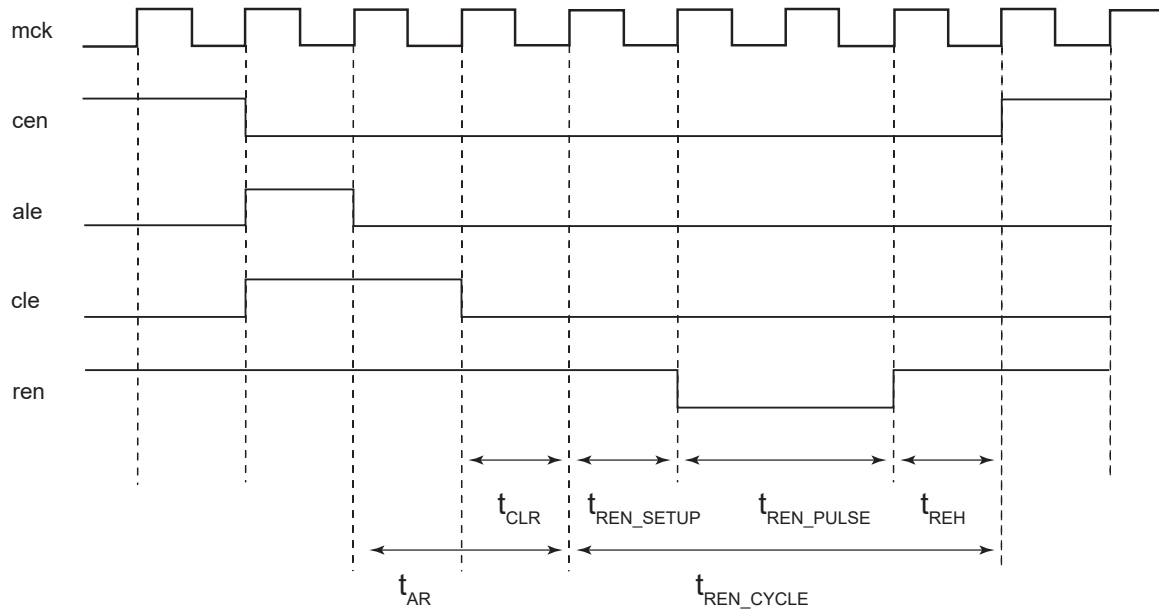 mck
cen
ale
cle
ren
tCLR
tREN_SETUP
tREN_PULSE
tREH
tAR
tREN_CYCLE